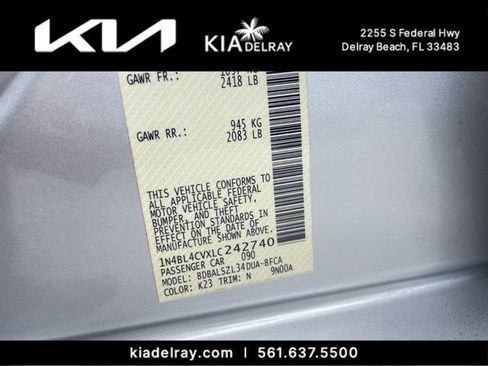 KIA
KIA DELRAY
2255 S Federal Hwy
Delray Beach, FL 33483
GAWR FR.:
2418 LB
GAWR RR.: 945 KG
2083 LB
THIS VEHICLE CONFORMS TO
ALL APPLICABLE FEDERAL
MOTOR VEHICLE SAFETY,
BUMPER, AND THEFT
PREVENTION STANDARDS IN
EFFECT ON THE DATE OF
MANUFACTURE SHOWN ABOVE.
1N4BL4CVXLC242740
PASSENGER CAR 090
MODEL: BDBALSZL34DUA-BFCA
COLOR: K23 TRIM: N 9N00A
kiadelray.com | 561.637.5500